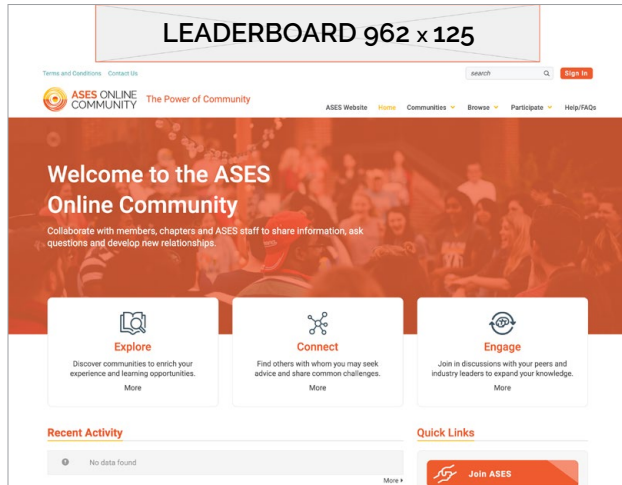 LEADERBOARD 962 x 125
Terms and Conditions Contact Us
search
Sign In
ASES ONLINE
COMMUNITY
The Power of Community
ASES Website Home Communities Browse Participate Help/FAQs
Welcome to the ASES
Online Community
Collaborate with members, chapters and ASES staff to share information, ask
questions and develop new relationships.
Explore
Discover communities to enrich your
experience and learning opportunities.
More
Connect
Find others with whom you may seek
advice and share common challenges.
More
Engage
Join in discussions with your peers and
industry leaders to expand your knowledge.
More
Recent Activity
No data found
More
Quick Links
Join ASES